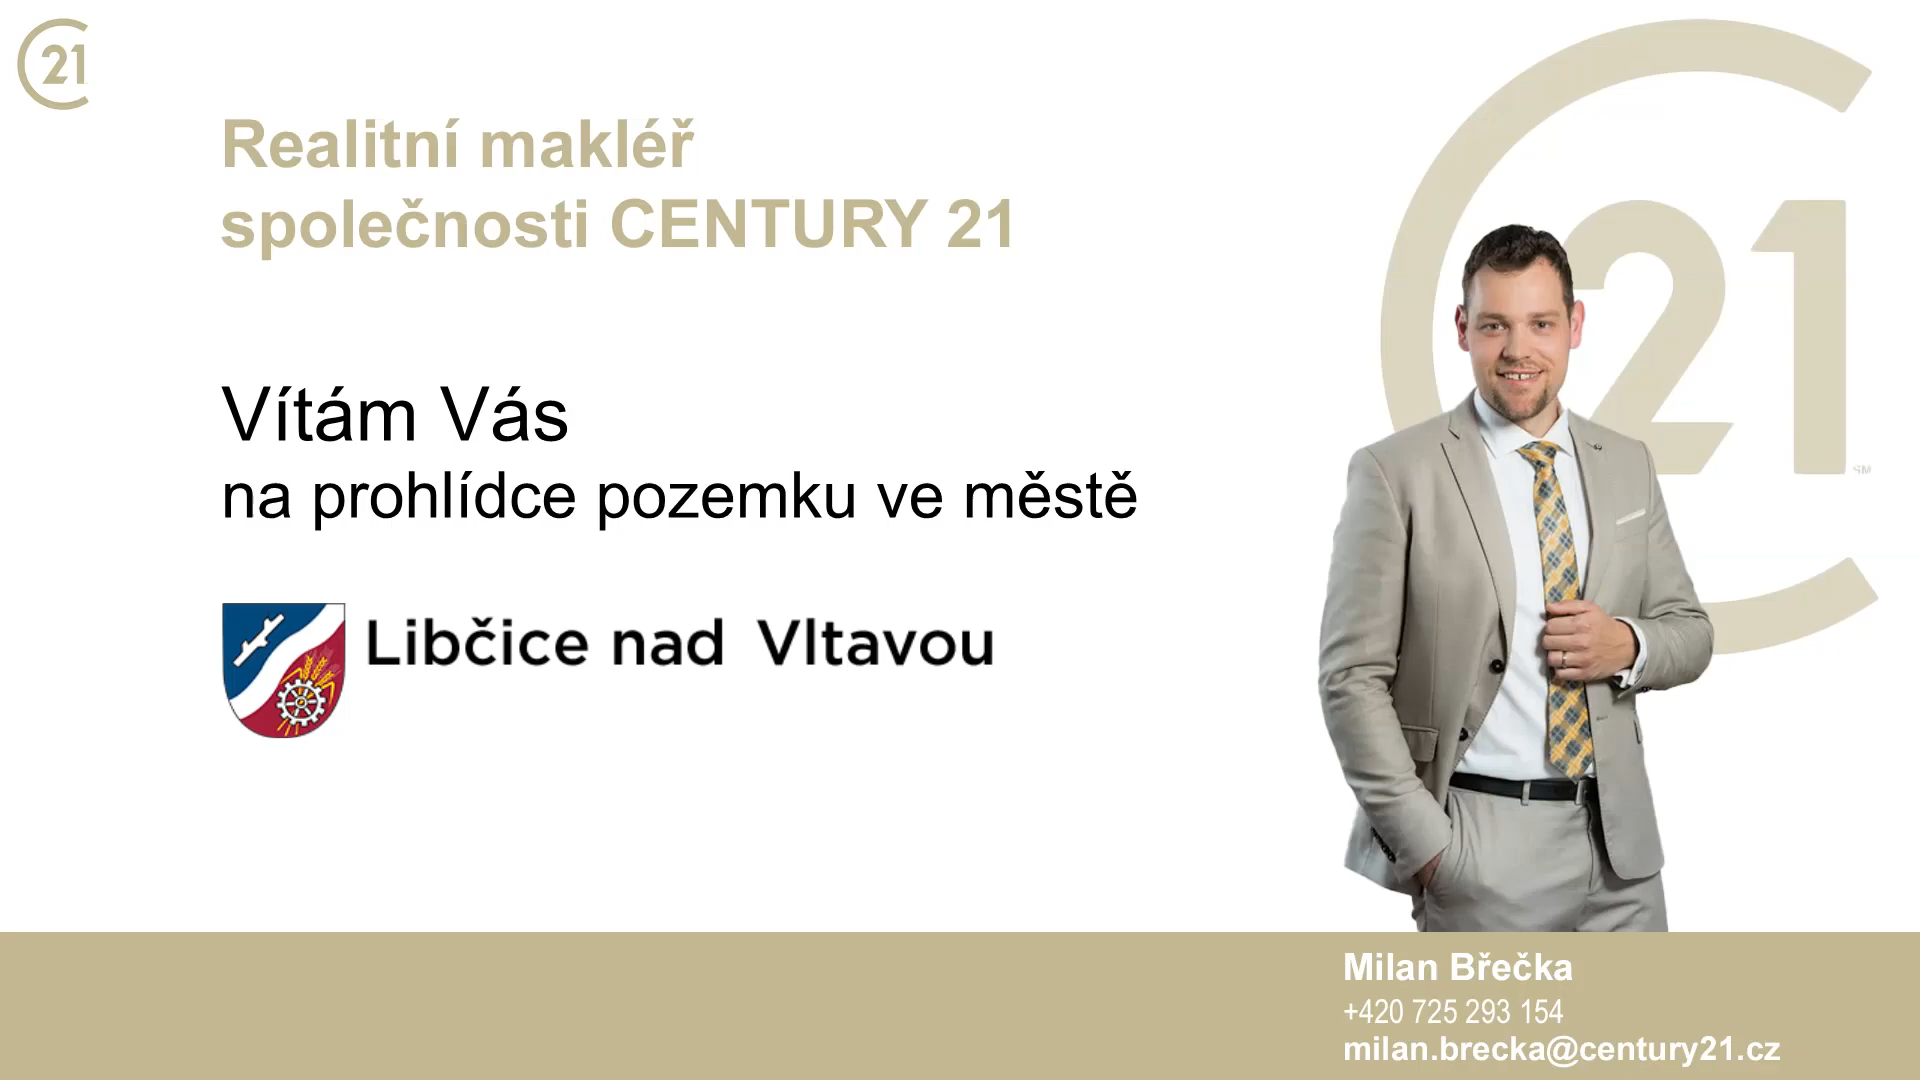 21
Realitní makléř
společnosti CENTURY 21
Vítám Vás
na prohlídce pozemku ve městě
Libčice nad Vltavou
21
SM
Milan Břečka
+420 725 293 154
milan.brecka@century21.cz